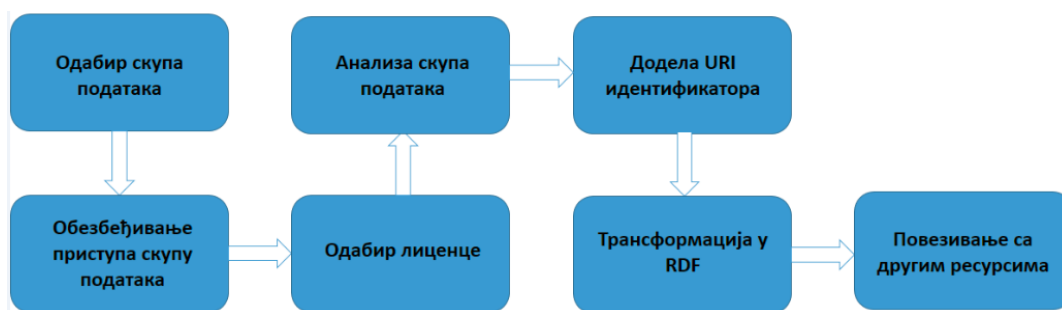 Одабир скупа
података
Обезбеђивање
приступа скупу
података
Одабир лиценце
Анализа скупа
података
Додела URI
идентификатора
Трансформација у
RDF
Повезивање са
другим ресурсима